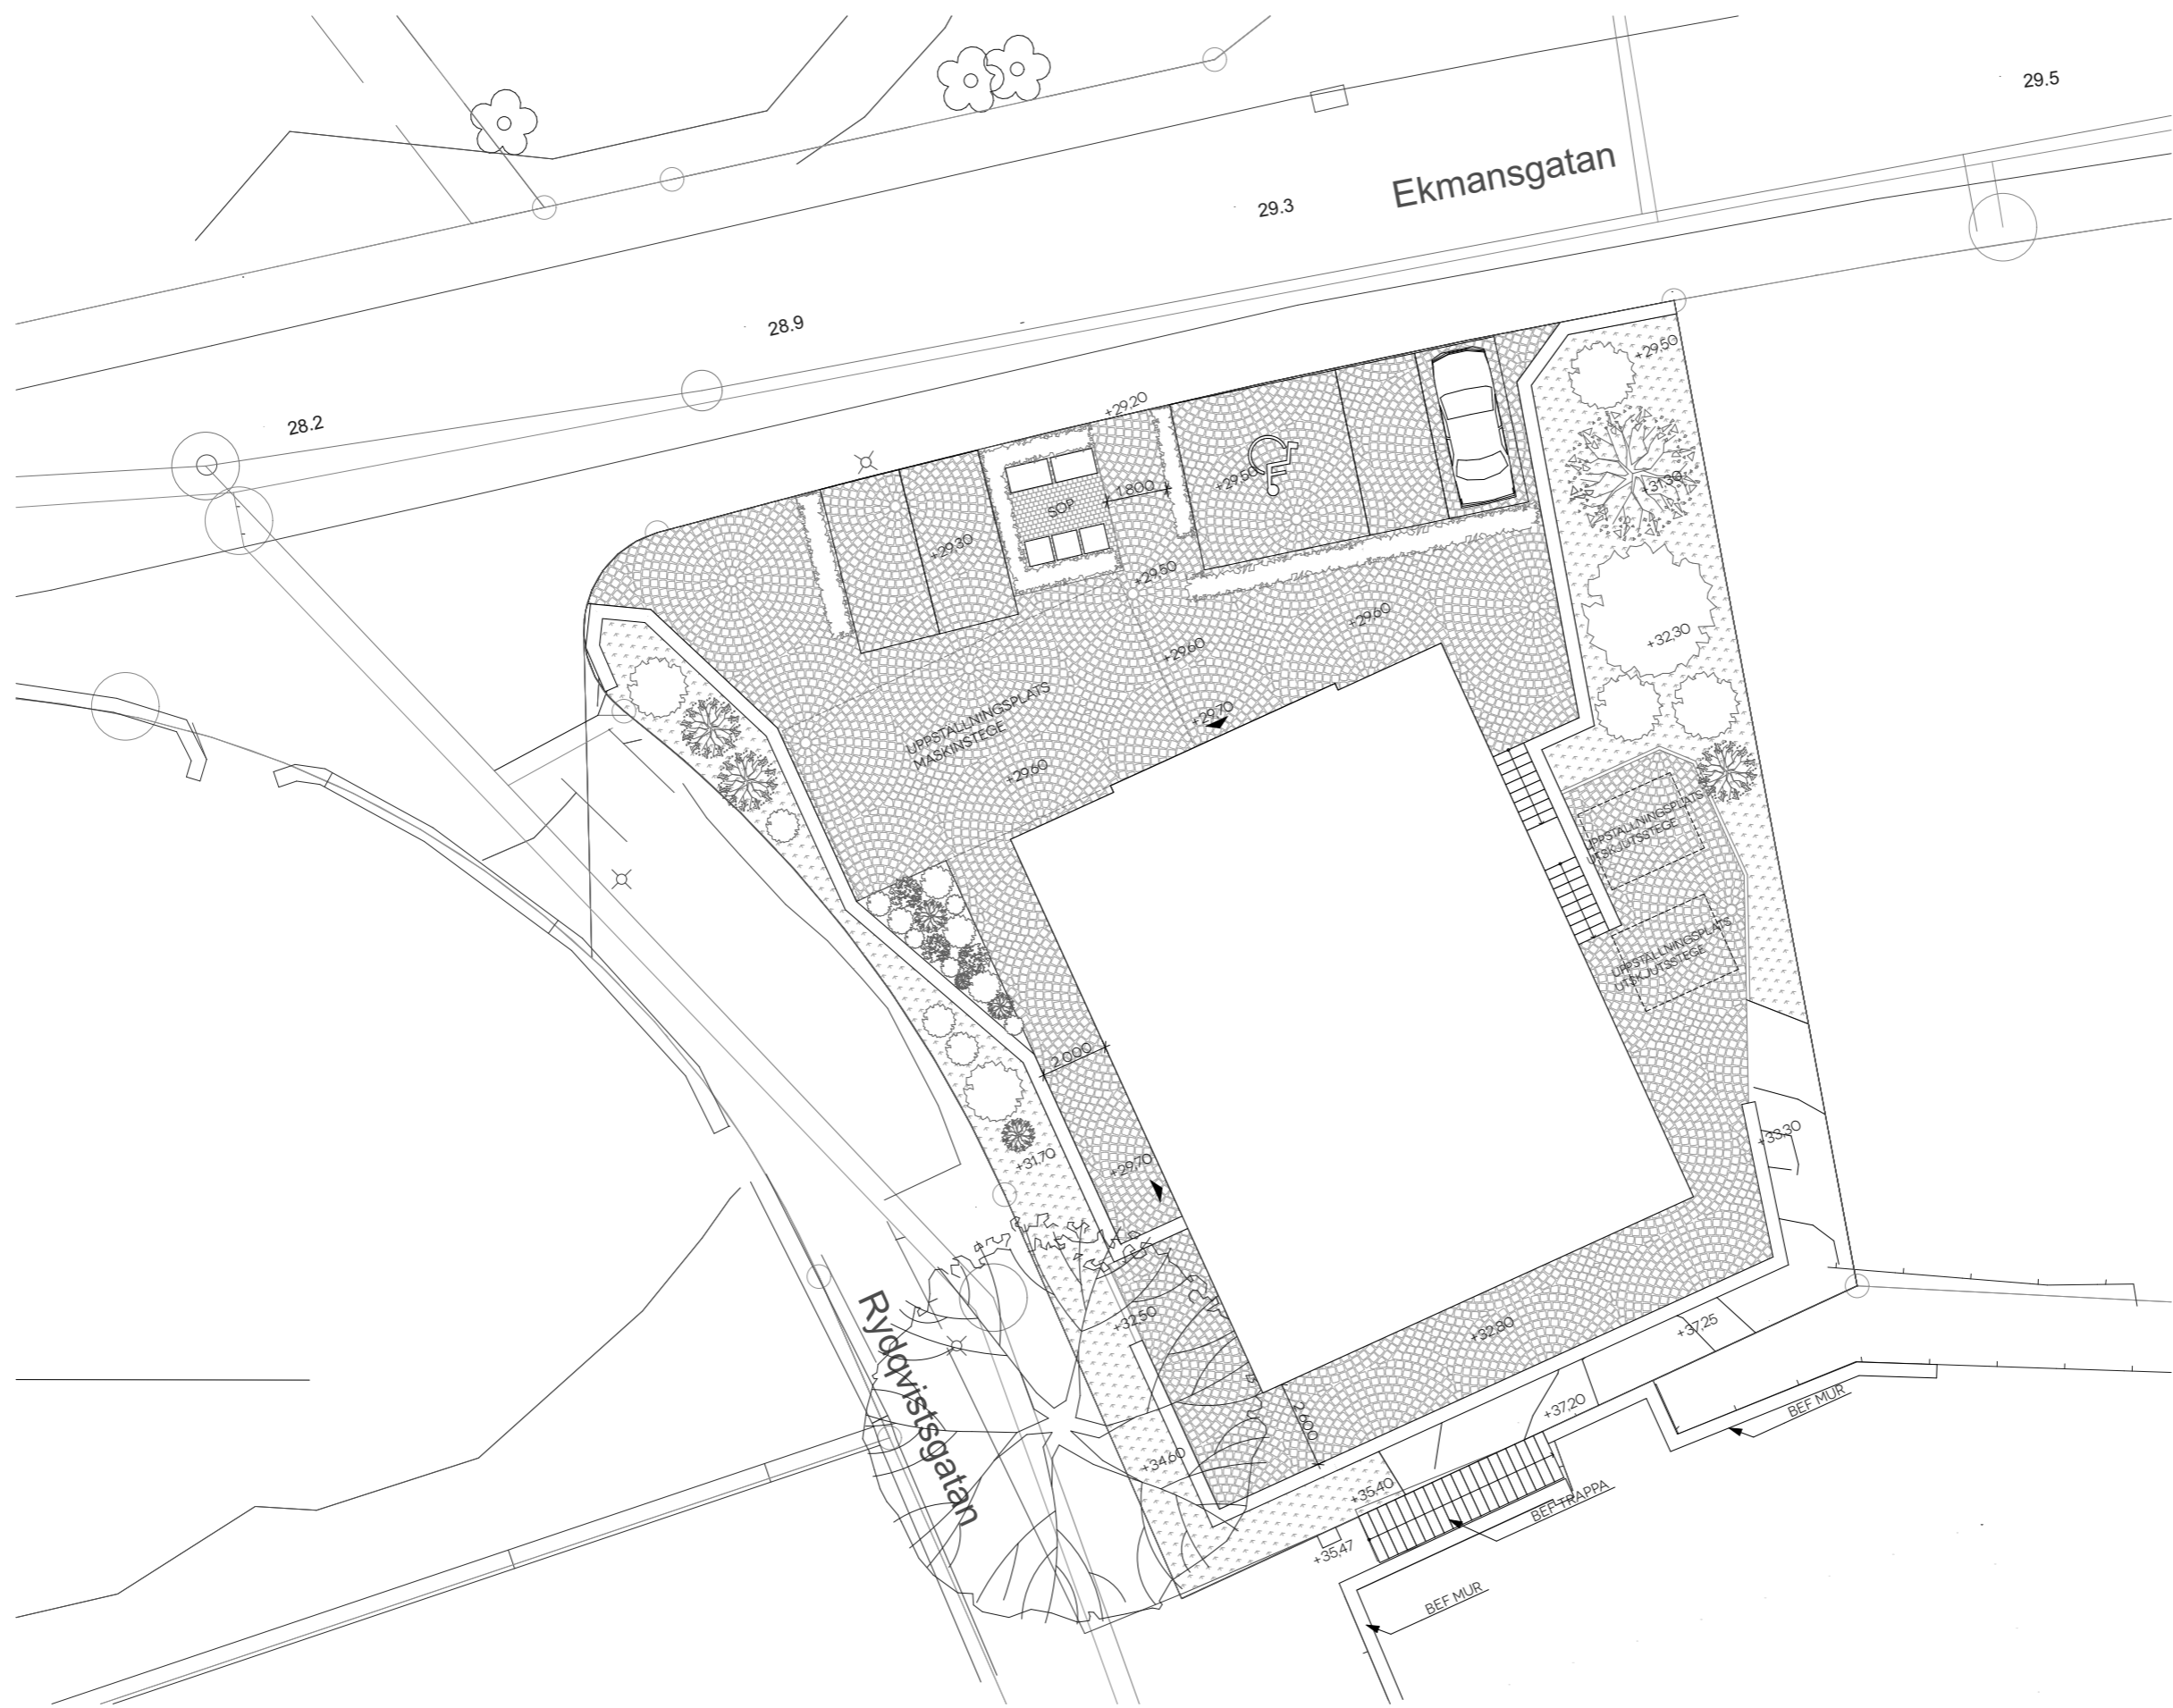 29.5
Ekmansgatan
29.3
28.9
28.2
+29,50
+29,20
+31,30
+29,50
1 800
SOP
+29,30
+29,50
+29,60
+32,30
+29,60
UPPSTÄLLNINGSPLATS
MASKINSTEGE
+29,70
+29,60
UPPSTÄLLNINGSPLATS
UTSKJUTSSTEGE
UPPSTÄLLNINGSPLATS
UTSKJUTSSTEGE
2 000
+33,30
+31,70
+29,70
+32,50
+32,80
+37,25
Rydqvistsgatan
2 600
+37,20
BEF MUR
+34,60
+35,40
BEF TRAPPA
+35,47
BEF MUR